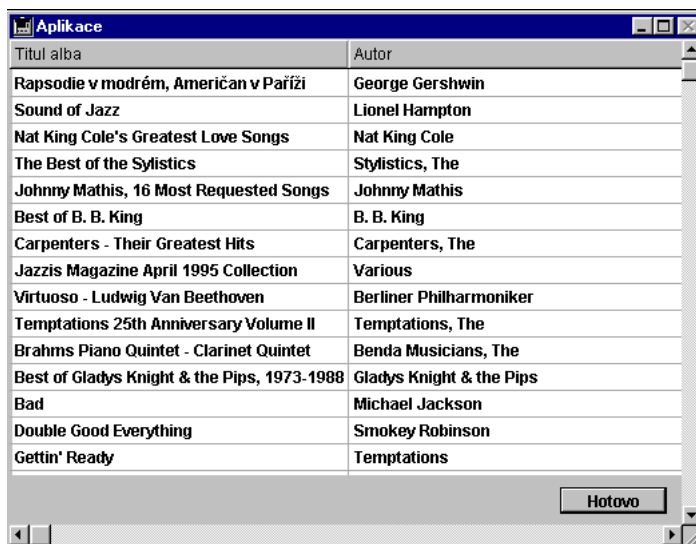 Aplikace
Titul alba Autor
Rapsodie v modrém, Američan v Paříži George Gershwin
Sound of Jazz Lionel Hampton
Nat King Cole's Greatest Love Songs Nat King Cole
The Best of the Sylistics Stylistics, The
Johnny Mathis, 16 Most Requested Songs Johnny Mathis
Best of B. B. King B. B. King
Carpenters - Their Greatest Hits Carpenters, The
Jazzis Magazine April 1995 Collection Various
Virtuoso - Ludwig Van Beethoven Berliner Philharmoniker
Temptations 25th Anniversary Volume II Temptations, The
Brahms Piano Quintet - Clarinet Quintet Benda Musicians, The
Best of Gladys Knight & the Pips, 1973-1988 Gladys Knight & the Pips
Bad Michael Jackson
Double Good Everything Smokey Robinson
Gettin' Ready Temptations
Hotovo